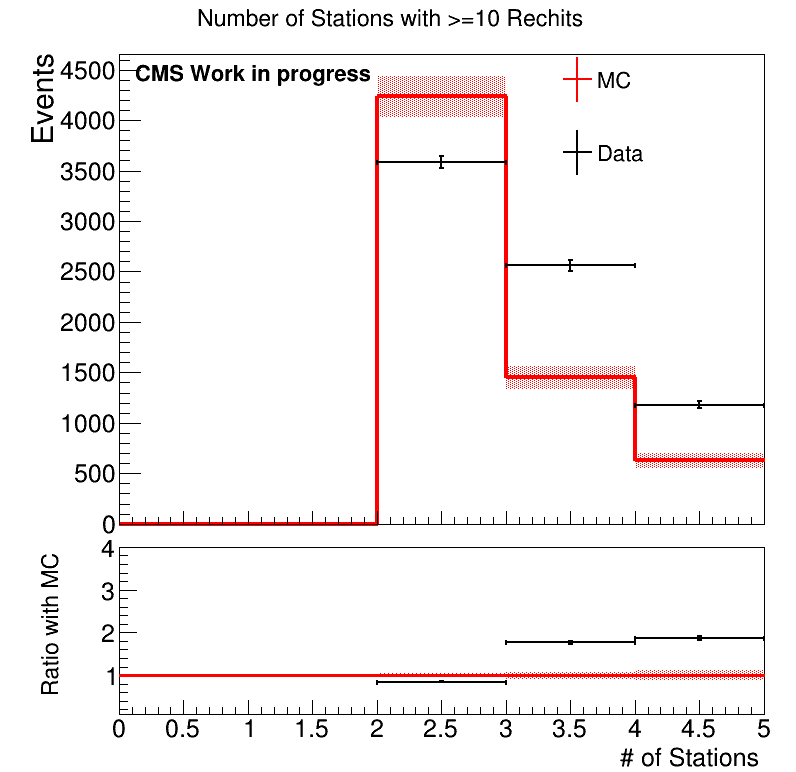 Number of Stations with >=10 Rechits
Events
CMS Work in progress
MC
Data
4500
4000
3500
3000
2500
2000
1500
1000
500
0
Ratio with MC
4
3
2
1
0 0.5 1 1.5 2 2.5 3 3.5 4 4.5 5
# of Stations